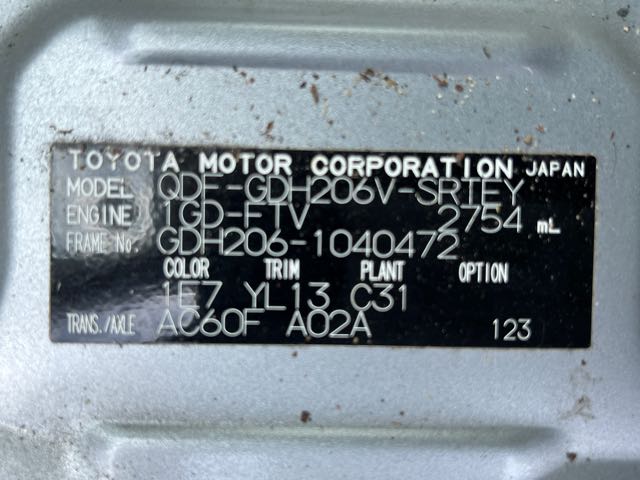 TOYOTA MOTOR CORPORATION JAPAN
MODEL QDF-GDH206V-SRTEY
ENGINE 1GD-FTV 2754 mL
FRAME No. GDH206-1040472
COLOR TRIM PLANT OPTION
1E7 YL13 C31
TRANS./AXLE AC60F A02A 123